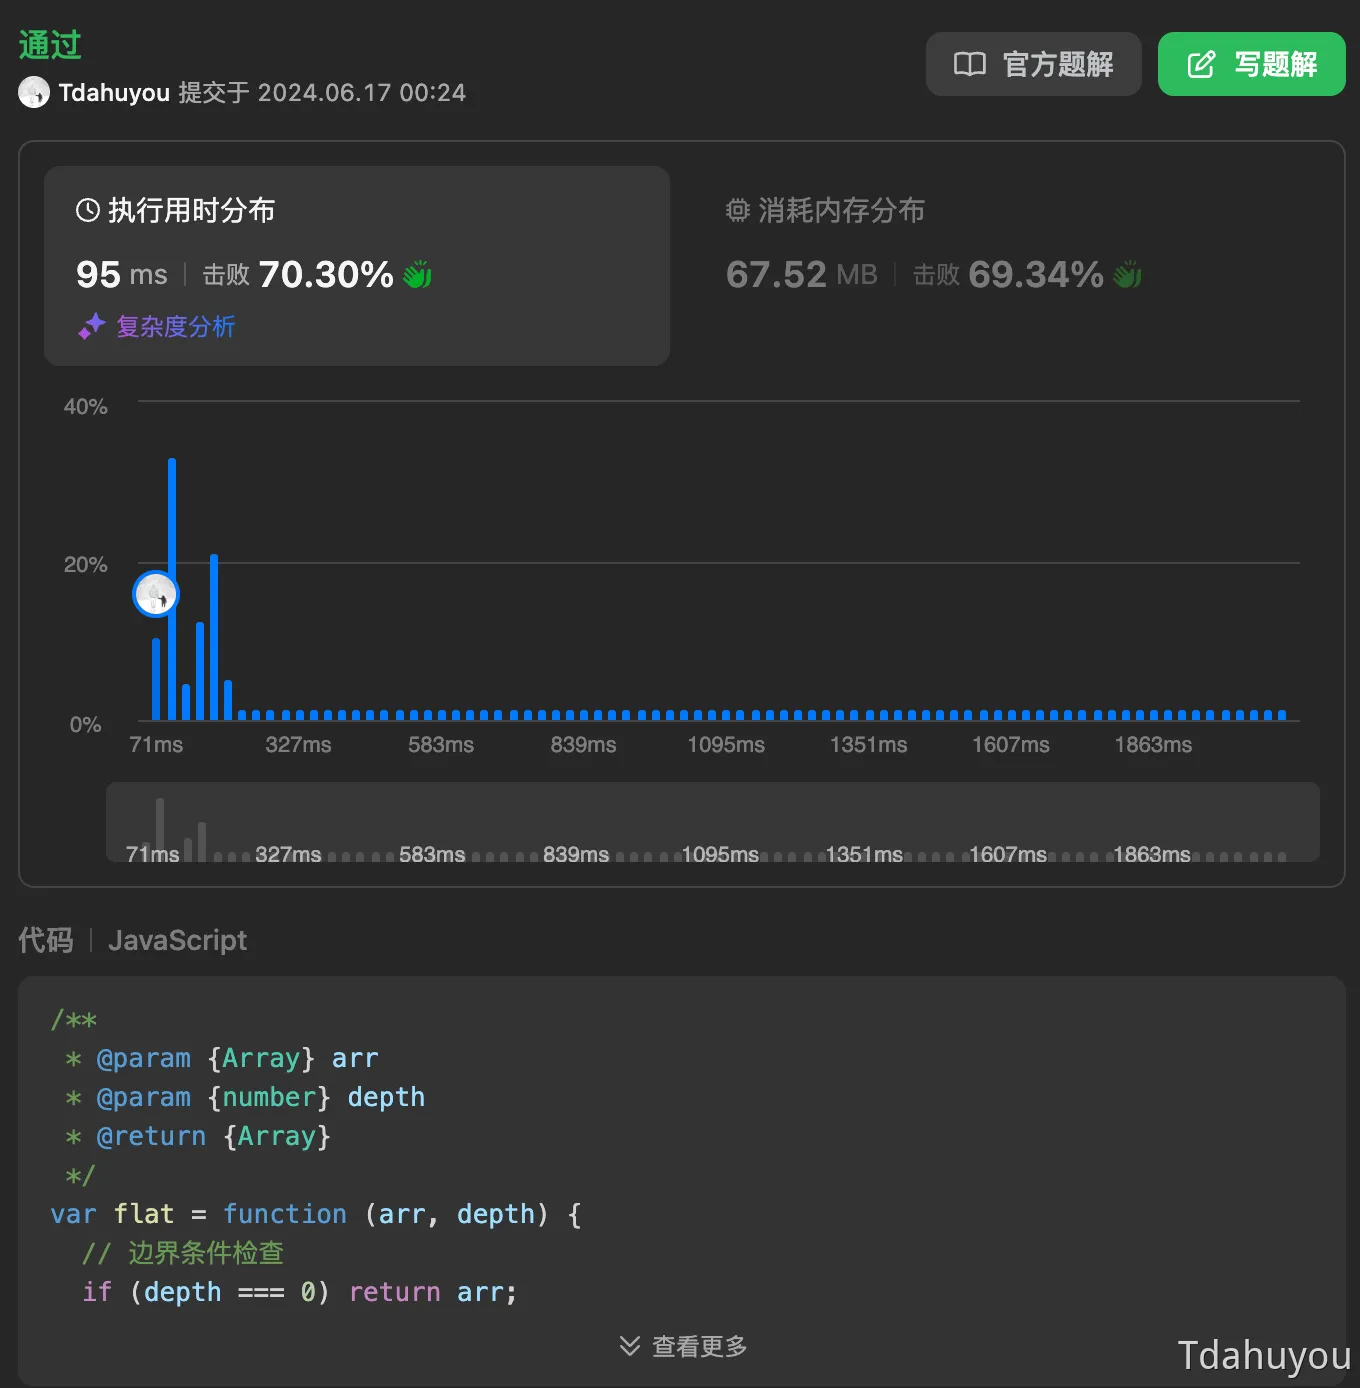 通过
Tdahuyou 提交于 2024.06.17 00:24
官方题解
写题解
执行用时分布
95 ms 击败 70.30%
复杂度分析
消耗内存分布
67.52 MB 击败 69.34%
40%
20%
0%
71ms 327ms 583ms 839ms 1095ms 1351ms 1607ms 1863ms
71ms 327ms 583ms 839ms 1095ms 1351ms 1607ms 1863ms
代码 JavaScript
/**
 * @param {Array} arr
 * @param {number} depth
 * @return {Array}
 */
var flat = function (arr, depth) {
  // 边界条件检查
  if (depth === 0) return arr;
查看更多
Tdahuyou